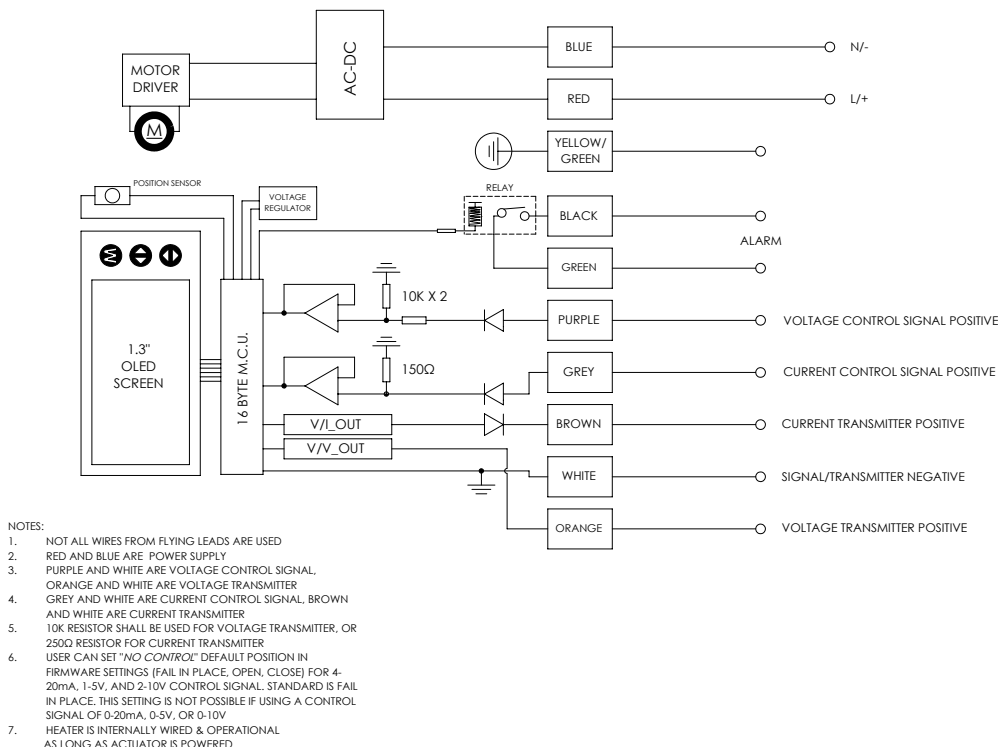 BLUE
N/-
MOTOR
DRIVER
AC-DC
M
RED
L/+
YELLOW/
GREEN
POSITION SENSOR
VOLTAGE
REGULATOR
RELAY
BLACK
ALARM
GREEN
10K X 2
PURPLE
VOLTAGE CONTROL SIGNAL POSITIVE
1.3"
OLED
SCREEN
16 BYTE M.C.U.
150Ω
GREY
CURRENT CONTROL SIGNAL POSITIVE
V/I_OUT
BROWN
CURRENT TRANSMITTER POSITIVE
V/V_OUT
WHITE
SIGNAL/TRANSMITTER NEGATIVE
ORANGE
VOLTAGE TRANSMITTER POSITIVE
NOTES:
1. NOT ALL WIRES FROM FLYING LEADS ARE USED
2. RED AND BLUE ARE POWER SUPPLY
3. PURPLE AND WHITE ARE VOLTAGE CONTROL SIGNAL,
ORANGE AND WHITE ARE VOLTAGE TRANSMITTER
4. GREY AND WHITE ARE CURRENT CONTROL SIGNAL, BROWN
AND WHITE ARE CURRENT TRANSMITTER
5. 10K RESISTOR SHALL BE USED FOR VOLTAGE TRANSMITTER, OR
250Ω RESISTOR FOR CURRENT TRANSMITTER
6. USER CAN SET "NO CONTROL" DEFAULT POSITION IN
FIRMWARE SETTINGS (FAIL IN PLACE, OPEN, CLOSE) FOR 4-
20mA, 1-5V, AND 2-10V CONTROL SIGNAL. STANDARD IS FAIL
IN PLACE. THIS SETTING IS NOT POSSIBLE IF USING A CONTROL
SIGNAL OF 0-20mA, 0-5V, OR 0-10V
7. HEATER IS INTERNALLY WIRED & OPERATIONAL
AS LONG AS ACTUATOR IS POWERED